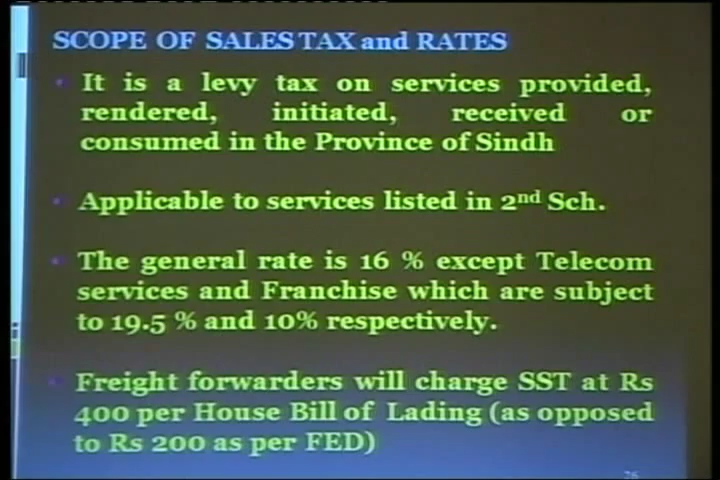 SCOPE OF SALES TAX and RATES
• It is a levy tax on services provided,
rendered, initiated, received or
consumed in the Province of Sindh
• Applicable to services listed in 2nd Sch.
• The general rate is 16 % except Telecom
services and Franchise which are subject
to 19.5 % and 10% respectively.
• Freight forwarders will charge SST at Rs
400 per House Bill of Lading (as opposed
to Rs 200 as per FED)